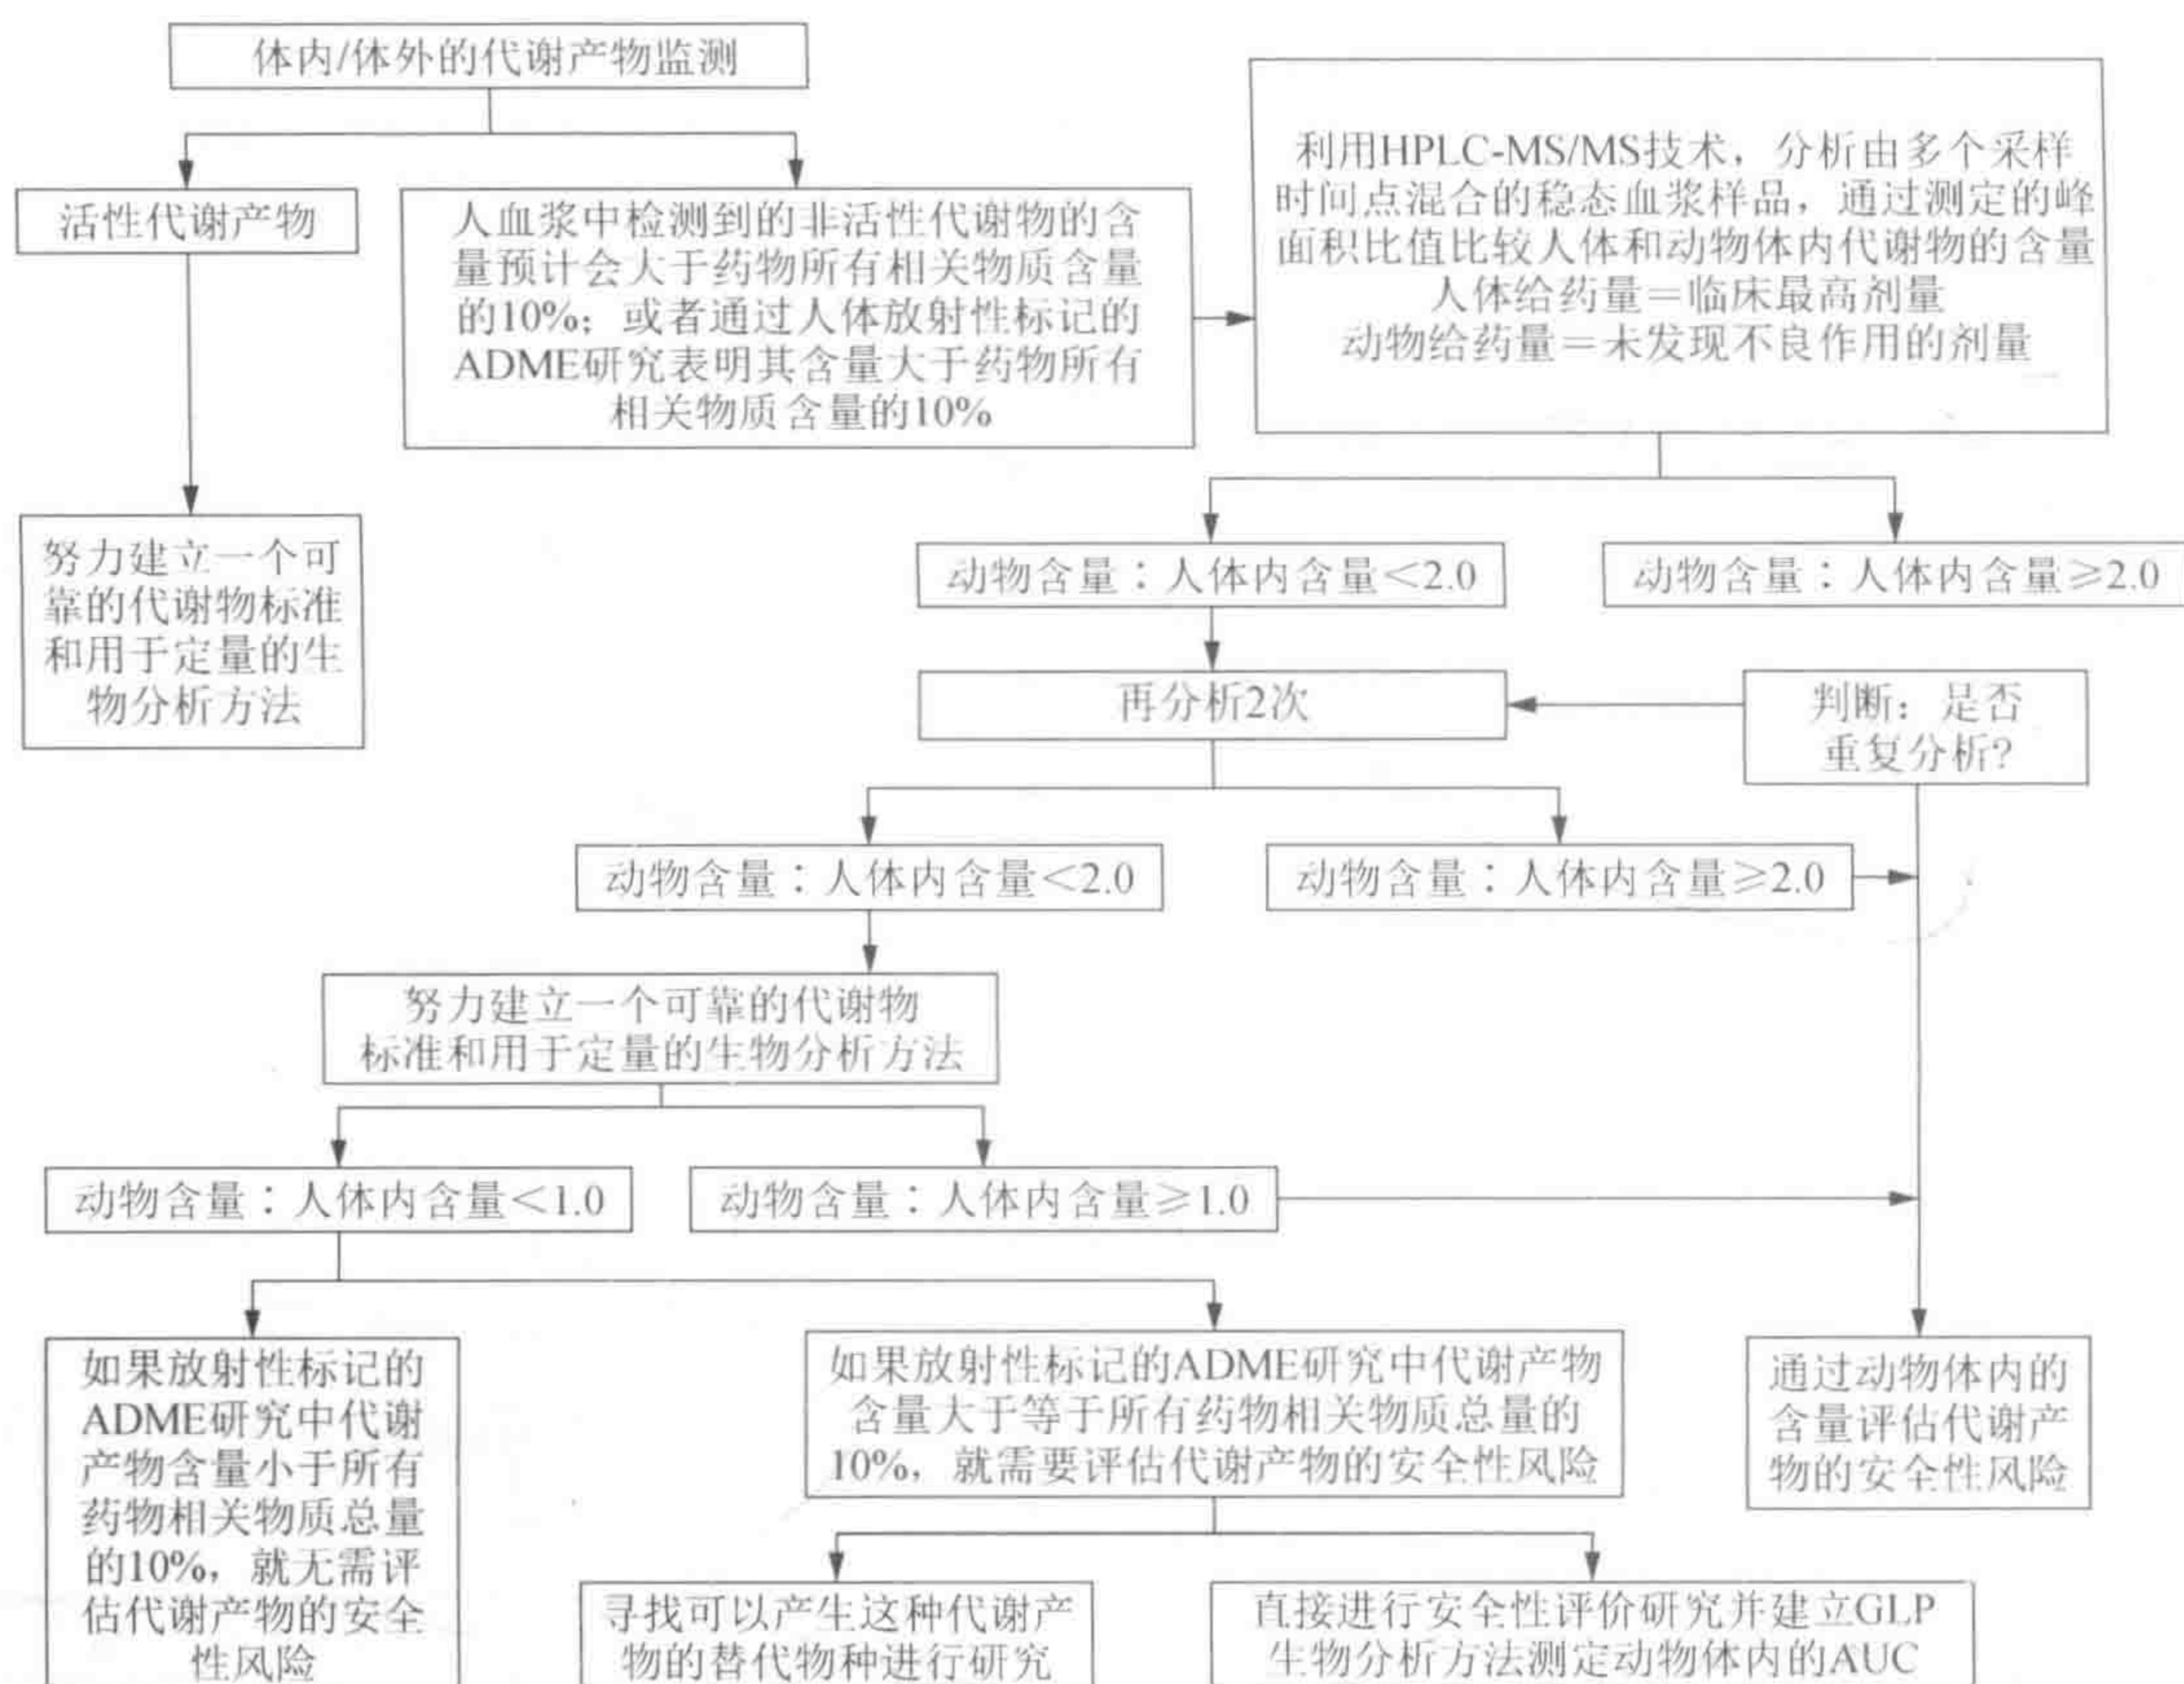 体内/体外的代谢产物监测
活性代谢产物
人血浆中检测到的非活性代谢物的含
量预计会大于药物所有相关物质含量
的10%；或者通过人体放射性标记的
ADME研究表明其含量大于药物所有
相关物质含量的10%
利用HPLC-MS/MS技术，分析由多个采样
时间点混合的稳态血浆样品，通过测定的峰
面积比值比较人体和动物体内代谢物的含量
人体给药量＝临床最高剂量
动物给药量＝未发现不良作用的剂量
努力建立一个可
靠的代谢物标准
和用于定量的生
物分析方法
动物含量：人体内含量＜2.0
动物含量：人体内含量≥2.0
再分析2次
判断：是否
重复分析?
动物含量：人体内含量＜2.0
动物含量：人体内含量≥2.0
努力建立一个可靠的代谢物
标准和用于定量的生物分析方法
动物含量：人体内含量＜1.0
动物含量：人体内含量≥1.0
如果放射性标记的
ADME研究中代谢
产物含量小于所有
药物相关物质总量
的10%，就无需评
估代谢产物的安全
性风险
如果放射性标记的ADME研究中代谢产物
含量大于等于所有药物相关物质总量的
10%，就需要评估代谢产物的安全性风险
通过动物体内的
含量评估代谢产
物的安全性风险
寻找可以产生这种代谢产
物的替代物种进行研究
直接进行安全性评价研究并建立GLP
生物分析方法测定动物体内的AUC